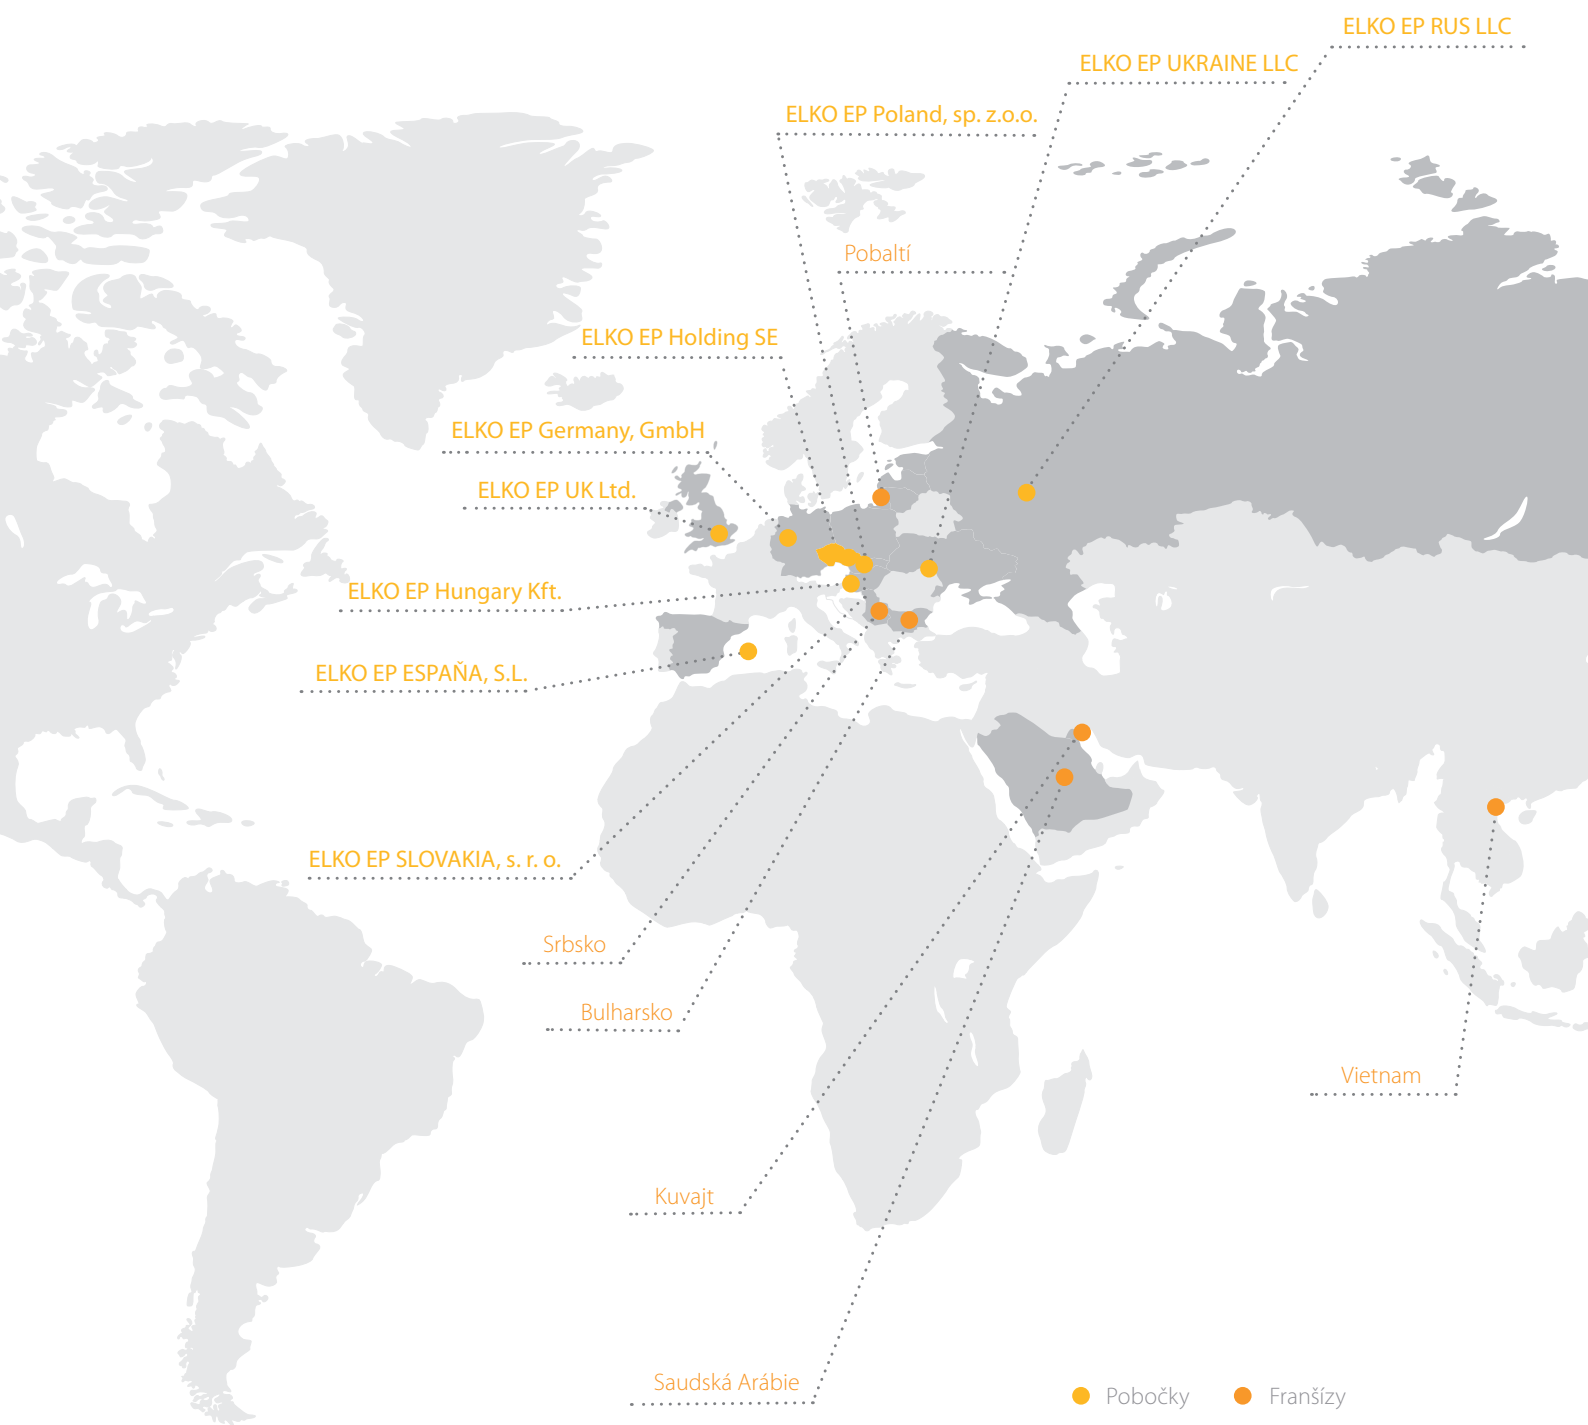 ELKO EP RUS LLC
ELKO EP UKRAINE LLC
ELKO EP Poland, sp. z.o.o.
Pobaltí
ELKO EP Holding SE
ELKO EP Germany, GmbH
ELKO EP UK Ltd.
ELKO EP Hungary Kft.
ELKO EP ESPAŇA, S.L.
ELKO EP SLOVAKIA, s. r. o.
Srbsko
Bulharsko
Vietnam
Kuvajt
Saudská Arábie
Pobočky
Franšízy